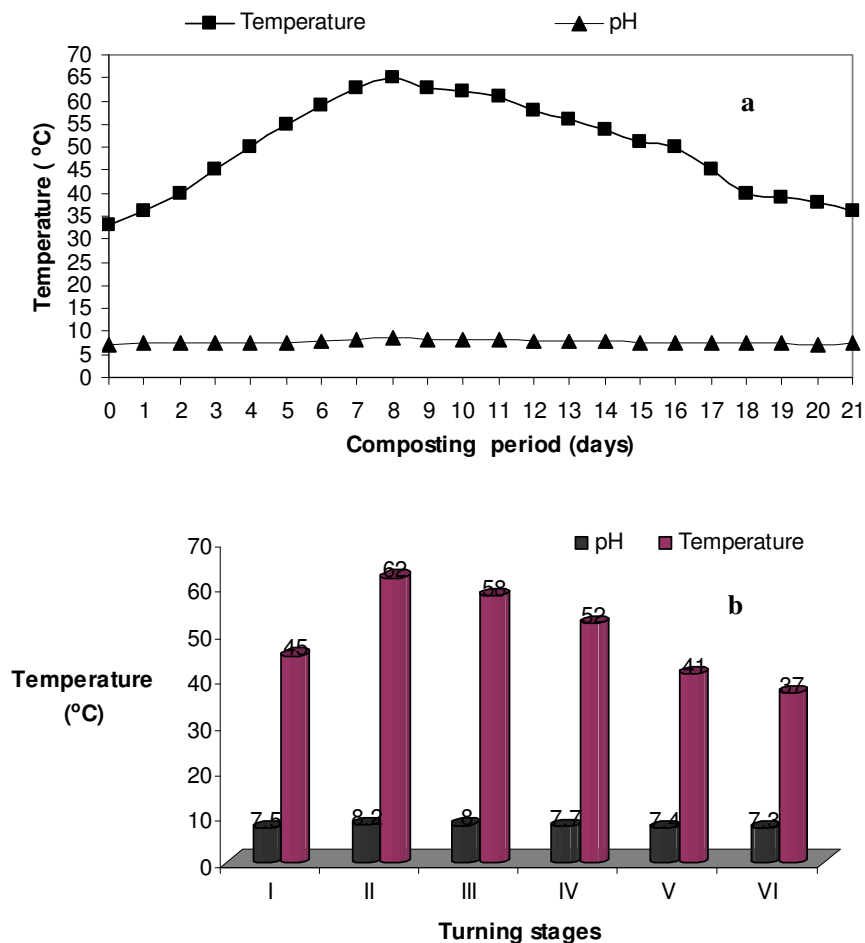 Temperature pH
70
65
60
55
50
45
40
35
30
25
20
15
10
5
0
a
Temperature ( °C)
0 1 2 3 4 5 6 7 8 9 10 11 12 13 14 15 16 17 18 19 20 21
Composting period (days)
pH Temperature
70
60
50
40
30
20
10
0
b
Temperature
(°C)
7.5 45 8.2 62 8 58 7.7 52 7.4 41 7.3 37
I II III IV V VI
Turning stages